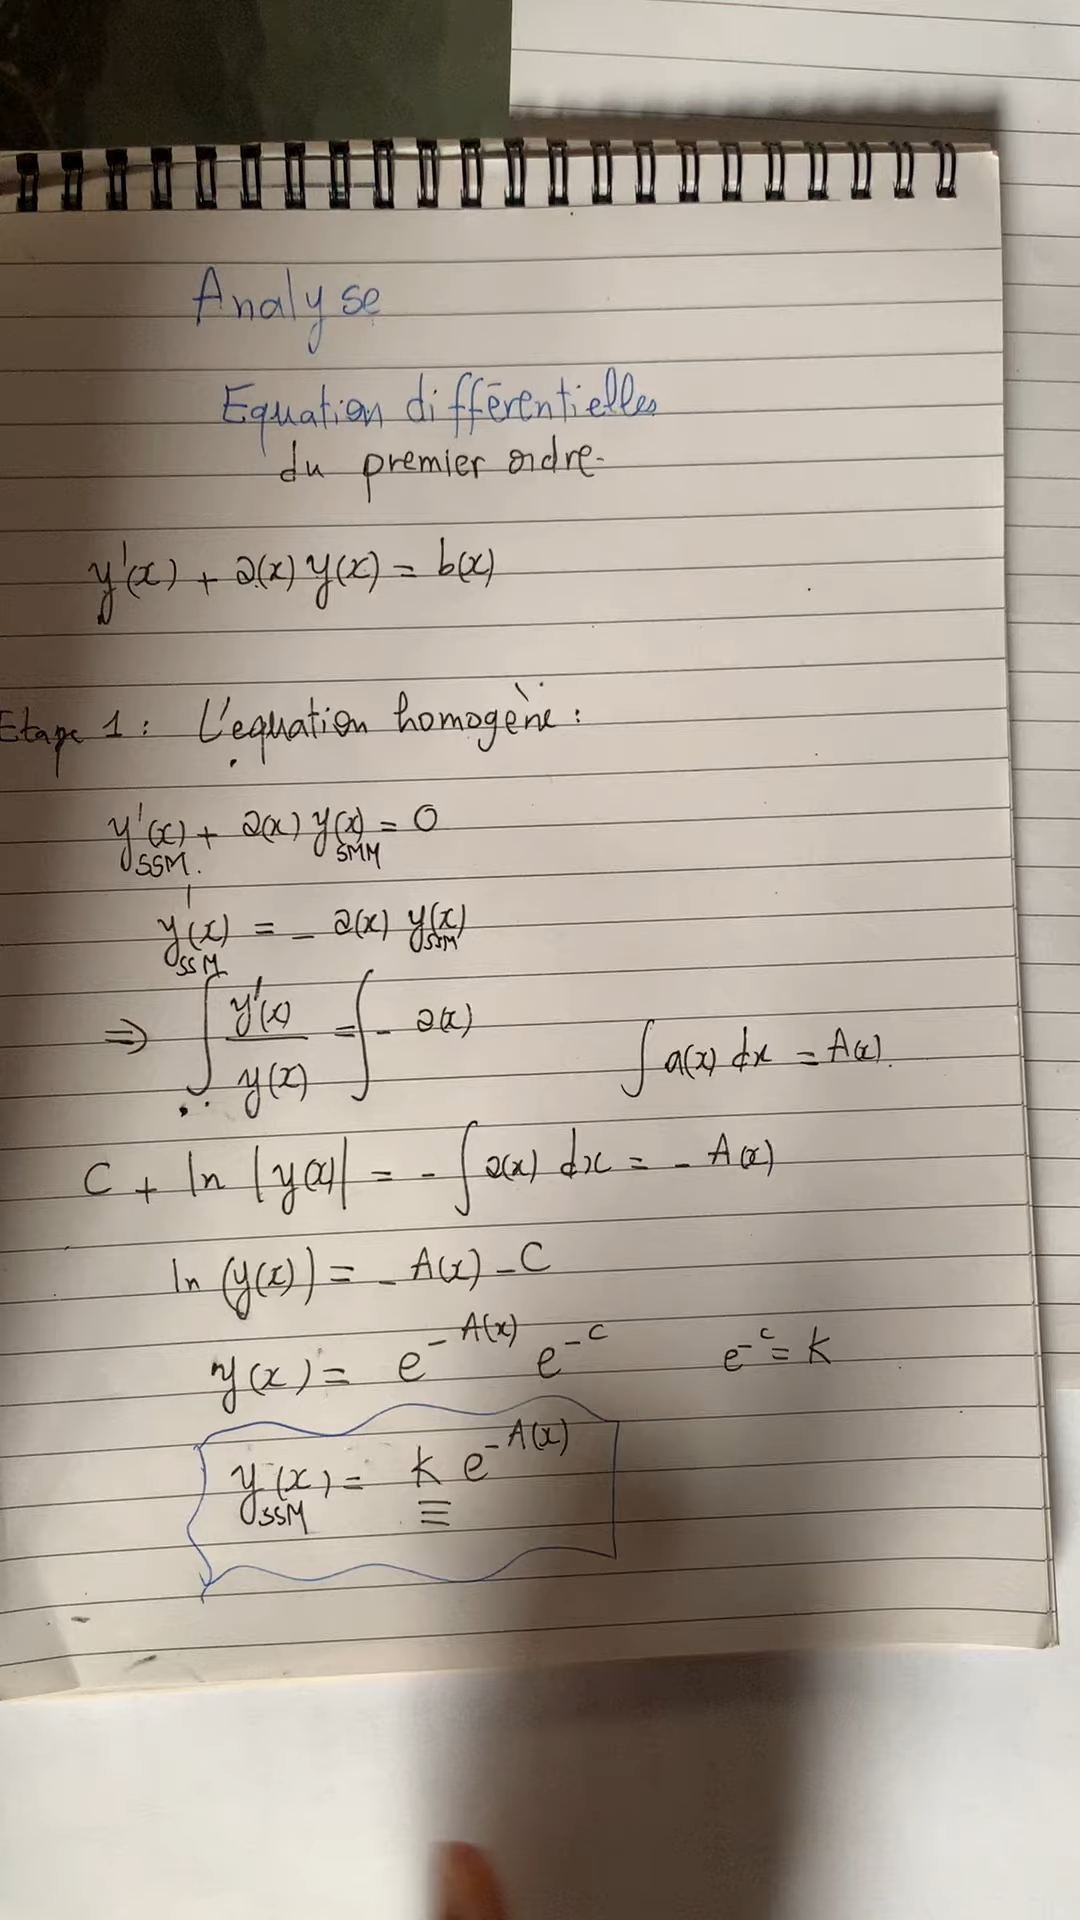 Analyse
Equation différentielles
du premier ordre.
y'(x) + a(x) y(x) = b(x)
Etape 1 : L'equation homogène :
y'(x) + a(x) y(x) = 0
SSM. SMM
y'(x) = - a(x) y(x)
SSM SSM
⇒ ∫ y'(x) / y(x) = ∫ - a(x)
∫ a(x) dx = A(x).
C + ln |y(x)| = - ∫ a(x) dx = - A(x)
ln (y(x)) = - A(x) - C
y(x) = e^{-A(x)} e^{-c} e^{-c} = k
y(x) = k e^{-A(x)}
SSM